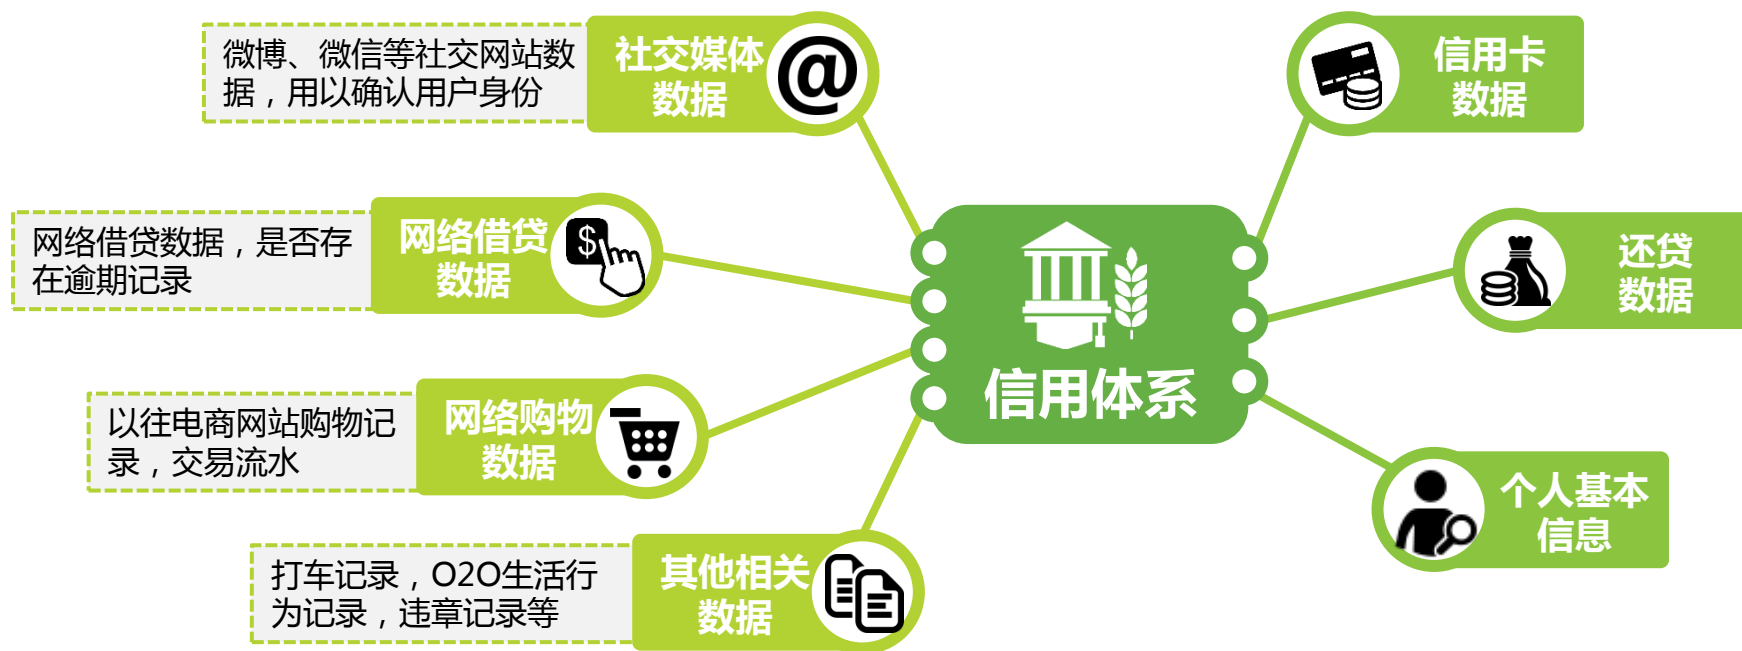 微博、微信等社交网站数
据，用以确认用户身份
社交媒体
数据
@
网络借贷数据，是否存
在逾期记录
网络借贷
数据
$
以往电商网站购物记
录，交易流水
网络购物
数据
打车记录，O2O生活行
为记录，违章记录等
其他相关
数据
信用体系
信用卡
数据
还贷
数据
个人基本
信息